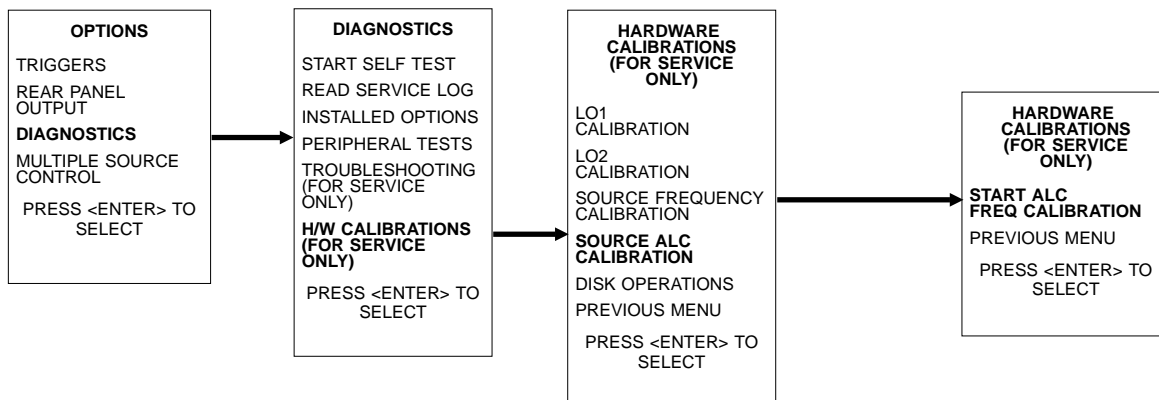 OPTIONS
TRIGGERS
REAR PANEL
OUTPUT
DIAGNOSTICS
MULTIPLE SOURCE
CONTROL
PRESS <ENTER> TO
SELECT
DIAGNOSTICS
START SELF TEST
READ SERVICE LOG
INSTALLED OPTIONS
PERIPHERAL TESTS
TROUBLESHOOTING
(FOR SERVICE
ONLY)
H/W CALIBRATIONS
(FOR SERVICE
ONLY)
PRESS <ENTER> TO
SELECT
HARDWARE
CALIBRATIONS
(FOR SERVICE
ONLY)
LO1
CALIBRATION
LO2
CALIBRATION
SOURCE FREQUENCY
CALIBRATION
SOURCE ALC
CALIBRATION
DISK OPERATIONS
PREVIOUS MENU
PRESS <ENTER> TO
SELECT
HARDWARE
CALIBRATIONS
(FOR SERVICE
ONLY)
START ALC
FREQ CALIBRATION
PREVIOUS MENU
PRESS <ENTER> TO
SELECT